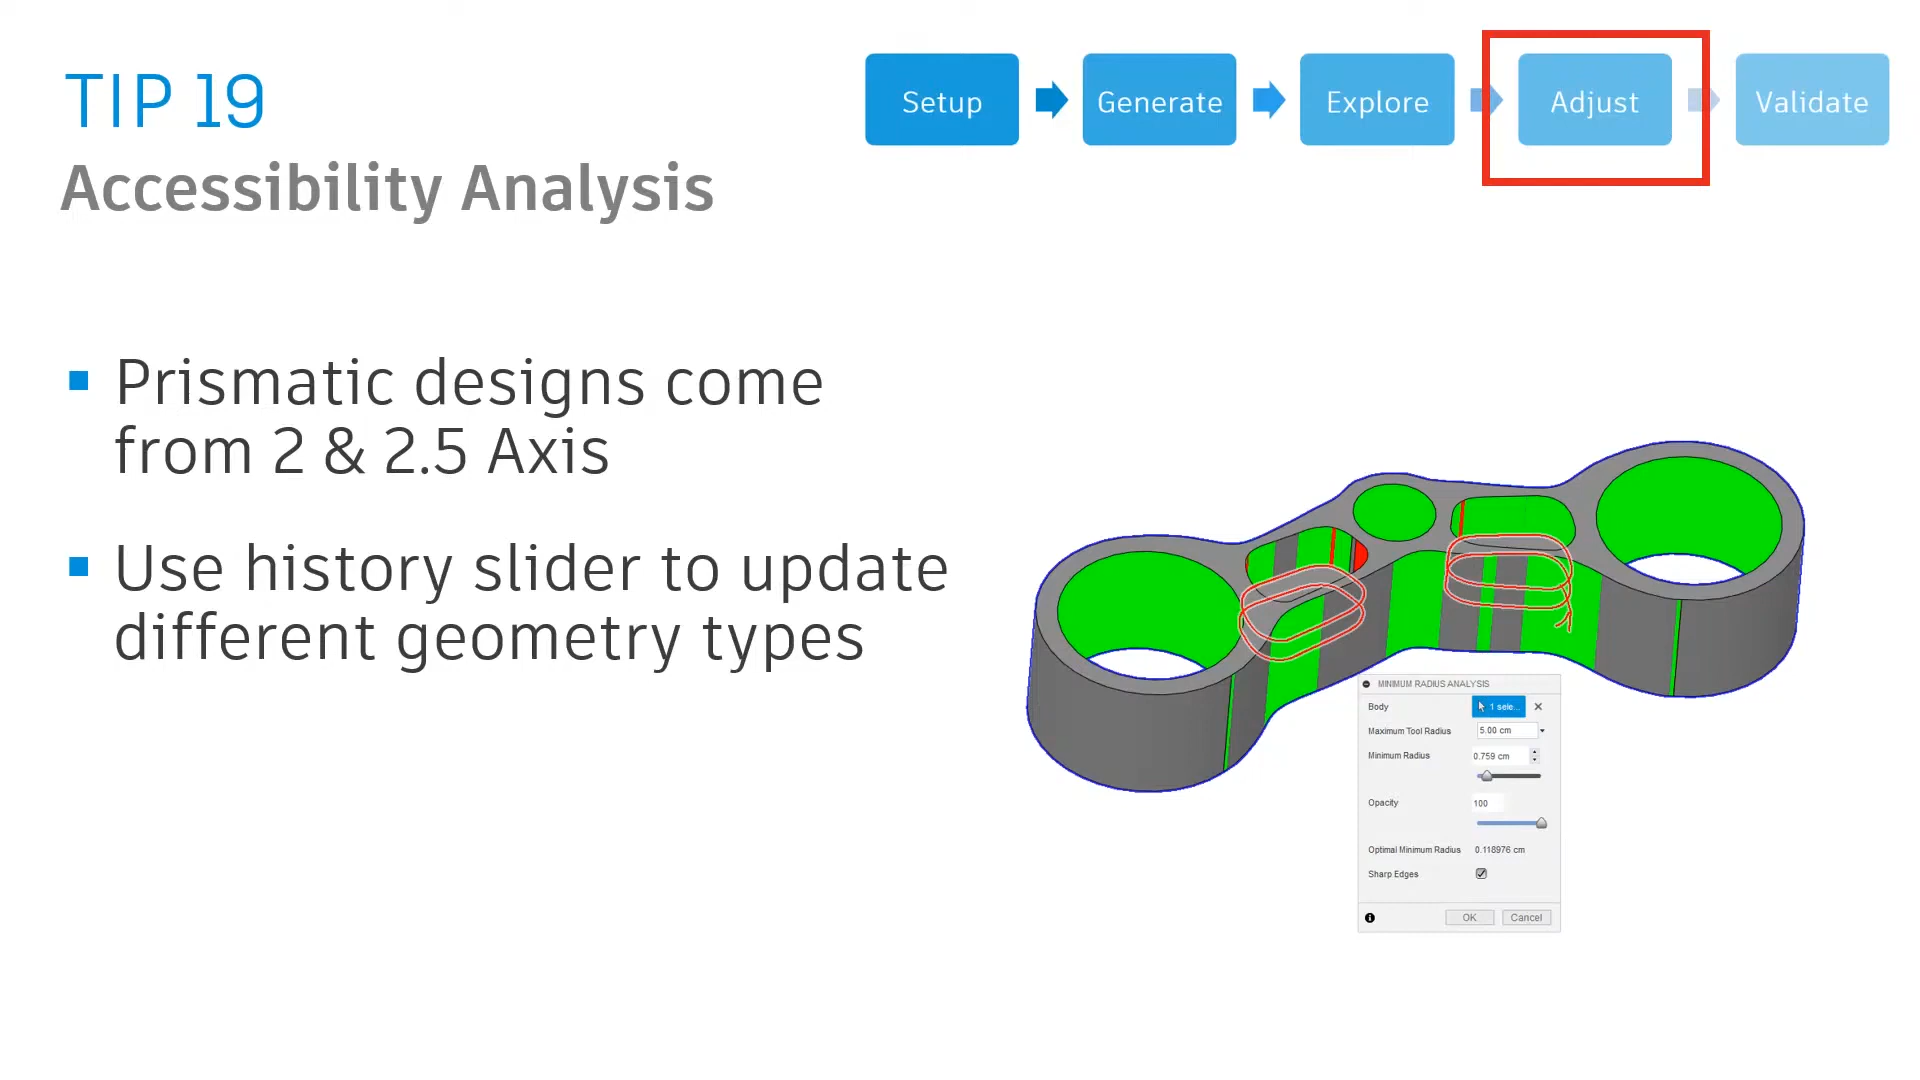 TIP 19
Accessibility Analysis
Setup
Generate
Explore
Adjust
Validate
Prismatic designs come
from 2 & 2.5 Axis
Use history slider to update
different geometry types
MINIMUM RADIUS ANALYSIS
Body
1 sele...
Maximum Tool Radius
5.00 cm
Minimum Radius
0.759 cm
Opacity
100
Optimal Minimum Radius
0.118976 cm
Sharp Edges
OK
Cancel